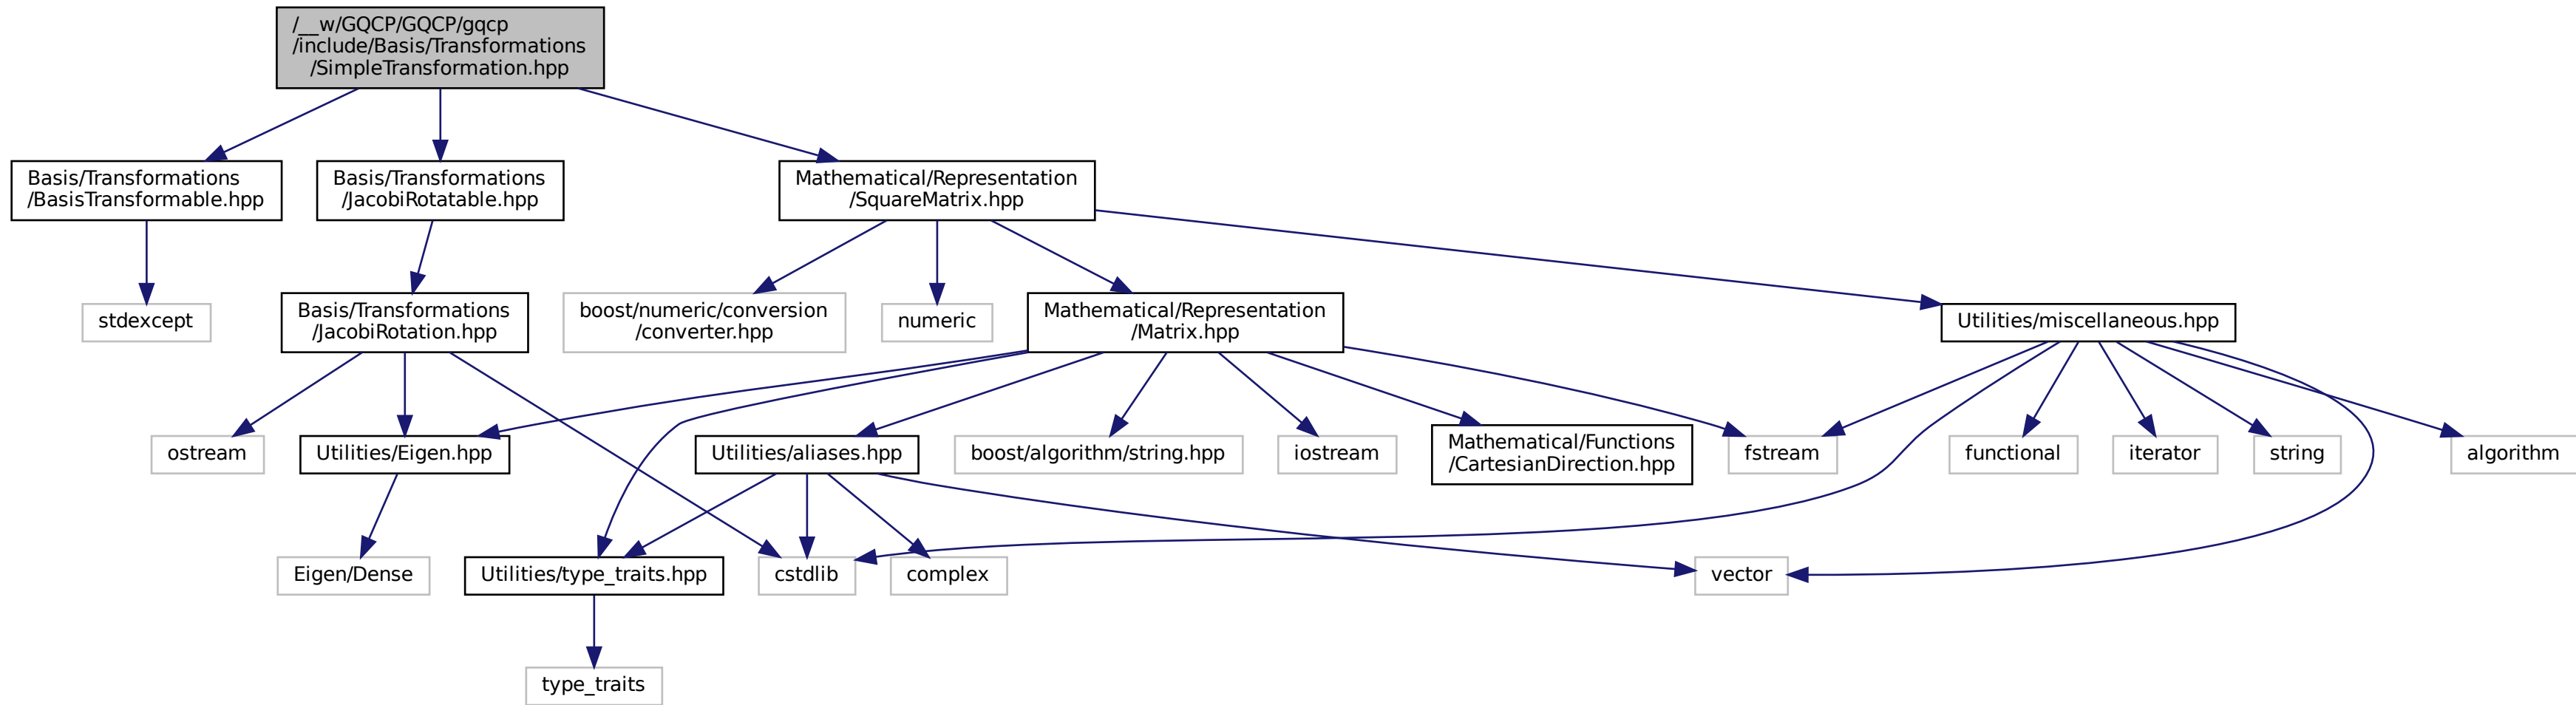 /__w/GQCP/GQCP/gqcp
/include/Basis/Transformations
/SimpleTransformation.hpp
Basis/Transformations
/BasisTransformable.hpp
Basis/Transformations
/JacobiRotatable.hpp
Mathematical/Representation
/SquareMatrix.hpp
stdexcept
Basis/Transformations
/JacobiRotation.hpp
boost/numeric/conversion
/converter.hpp
numeric
Mathematical/Representation
/Matrix.hpp
Utilities/miscellaneous.hpp
ostream
Utilities/Eigen.hpp
Utilities/aliases.hpp
boost/algorithm/string.hpp
iostream
Mathematical/Functions
/CartesianDirection.hpp
fstream
functional
iterator
string
algorithm
Eigen/Dense
Utilities/type_traits.hpp
cstdlib
complex
vector
type_traits